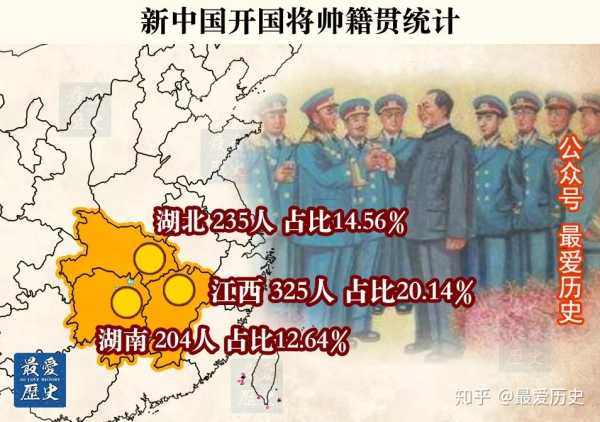 新中国开国将帅籍贯统计
湖北 235人 占比14.56%
江西 325人 占比20.14%
湖南 204人 占比12.64%
公众号 最爱历史
最爱
歷史
知乎 @最爱历史